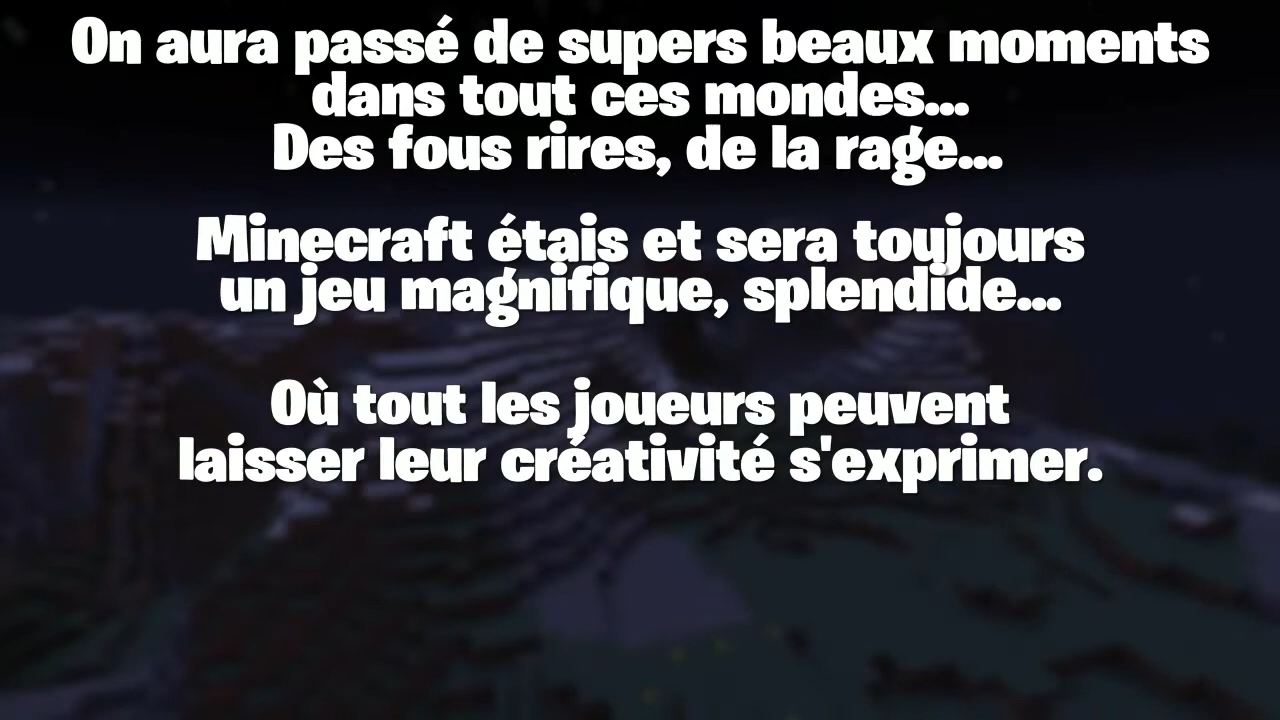 On aura passé de supers beaux moments
dans tout ces mondes...
Des fous rires, de la rage...
Minecraft étais et sera toujours
un jeu magnifique, splendide...
Où tout les joueurs peuvent
laisser leur créativité s'exprimer.